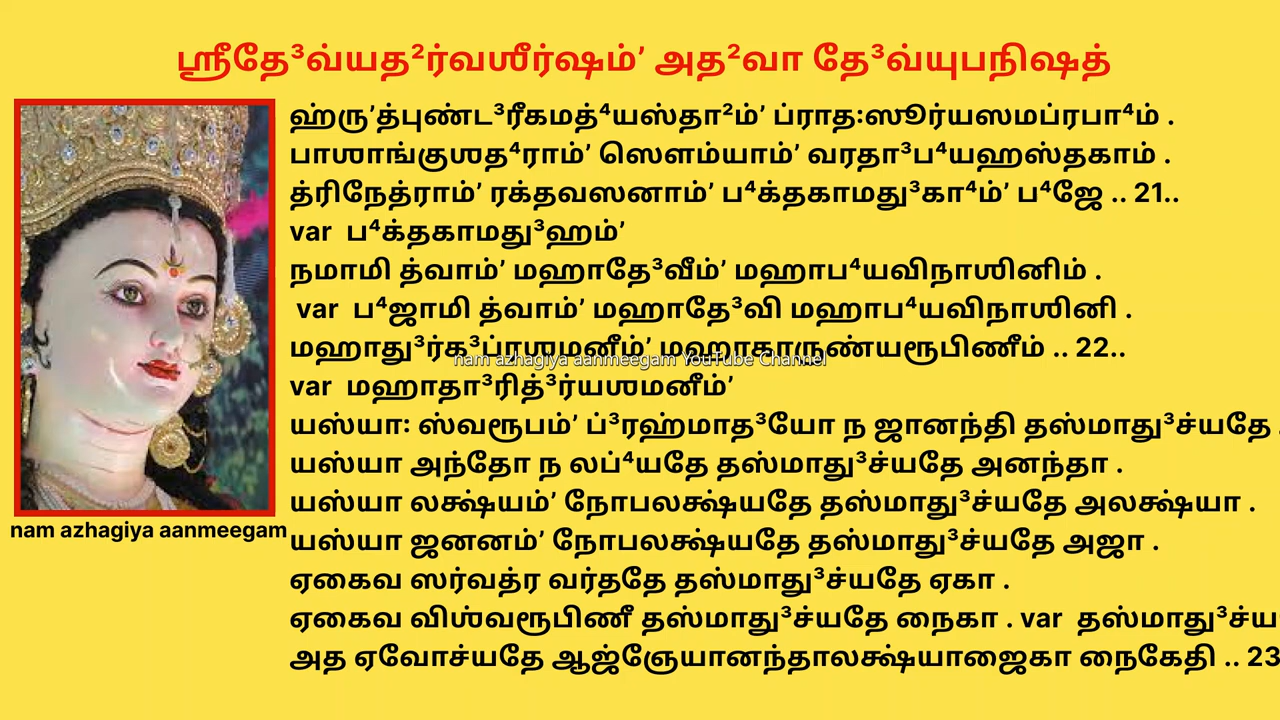 ஶ்ரீதே³வ்யத²ர்வஶீர்ஷம்ʼ அத²வா தே³வ்யுபநிஷத்
ஹ்ருʼத்புண்ட³ரீகமத்⁴யஸ்தா²ம்ʼ ப்ராத꞉ஸூர்யஸமப்ரபா⁴ம் .
பாஶாங்குஶத⁴ராம்ʼ ஸௌம்யாம்ʼ வரதா³ப⁴யஹஸ்தகாம் .
த்ரிநேத்ராம்ʼ ரக்தவஸனாம்ʼ ப⁴க்தகாமது³கா⁴ம்ʼ ப⁴ஜே .. 21..
var ப⁴க்தகாமது³ஹம்ʼ
நமாமி த்வாம்ʼ மஹாதே³வீம்ʼ மஹாப⁴யவிநாஶினிம் .
var ப⁴ஜாமி த்வாம்ʼ மஹாதே³வி மஹாப⁴யவிநாஶினி .
மஹாது³ர்க³ப்ரஶமனீம்ʼ மஹாகாருண்யரூபிணீம் .. 22..
nam azhagiya aanmeegam YouTube Channel
var மஹாதா³ரித்³ர்யஶமனீம்ʼ
யஸ்யா꞉ ஸ்வரூபம்ʼ ப்³ரஹ்மாத³யோ ந ஜானந்தி தஸ்மாது³ச்யதே
யஸ்யா அந்தோ ந லப்⁴யதே தஸ்மாது³ச்யதே அனந்தா .
யஸ்யா லக்ஷ்யம்ʼ நோபலக்ஷ்யதே தஸ்மாது³ச்யதே அலக்ஷ்யா .
nam azhagiya aanmeegam
யஸ்யா ஜனனம்ʼ நோபலக்ஷ்யதே தஸ்மாது³ச்யதே அஜா .
ஏகைவ ஸர்வத்ர வர்ததே தஸ்மாது³ச்யதே ஏகா .
ஏகைவ விஶ்வரூபிணீ தஸ்மாது³ச்யதே நைகா . var தஸ்மாது³ச்ய
அத ஏவோச்யதே ஆஜ்ஞேயானந்தாலக்ஷ்யாஜைகா நைகேதி .. 23